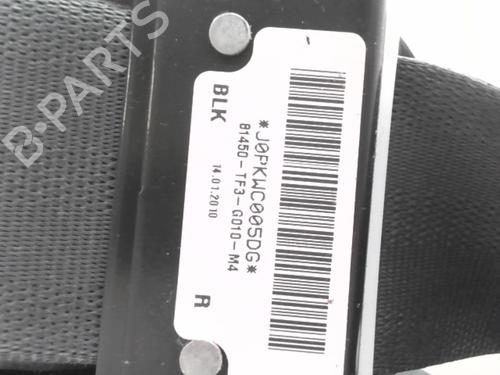 B-PARTS
*J0PKWC005DG*
81450-TF3-G010-M4
BLK
14.01.2010
R